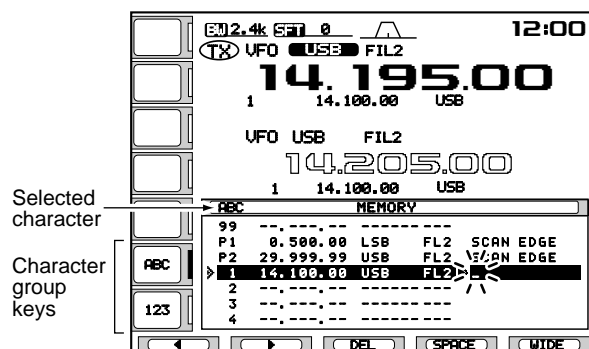 BW 2.4k SFT 0 12:00
TX VFO USB FIL2
14.195.00
1 14.100.00 USB
VFO USB FIL2
14.205.00
1 14.100.00 USB
Selected
character
ABC MEMORY
99 --.---.-- --------- ---
P1 0.500.00 LSB FL2 SCAN EDGE
P2 29.999.99 USB FL2 SCAN EDGE
1 14.100.00 USB FL2
2 --.---.-- --------- ---
3 --.---.-- --------- ---
4 --.---.-- --------- ---
Character
group
keys
ABC
123
DEL SPACE WIDE